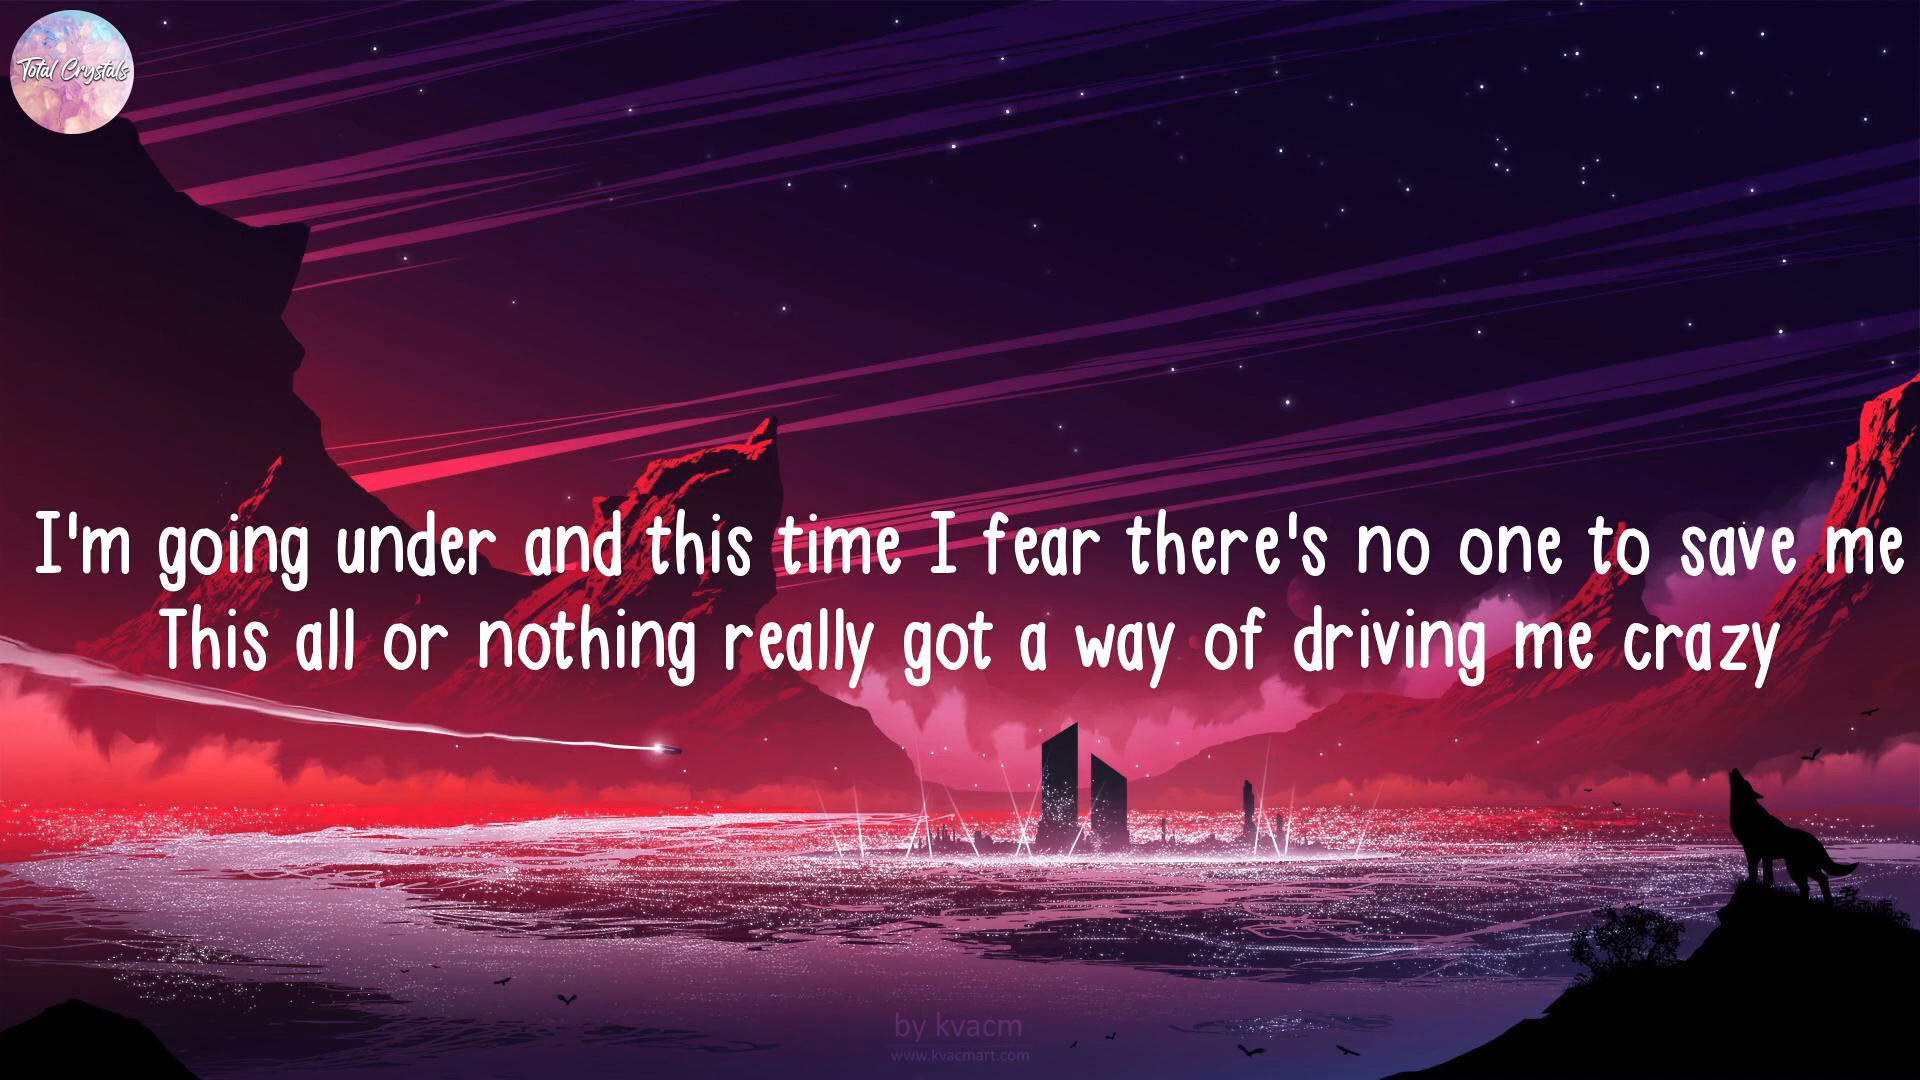 Total Crystals
I'm going under and this time I fear there's no one to save me
This all or nothing really got a way of driving me crazy
by kvacm
www.kvacmart.com